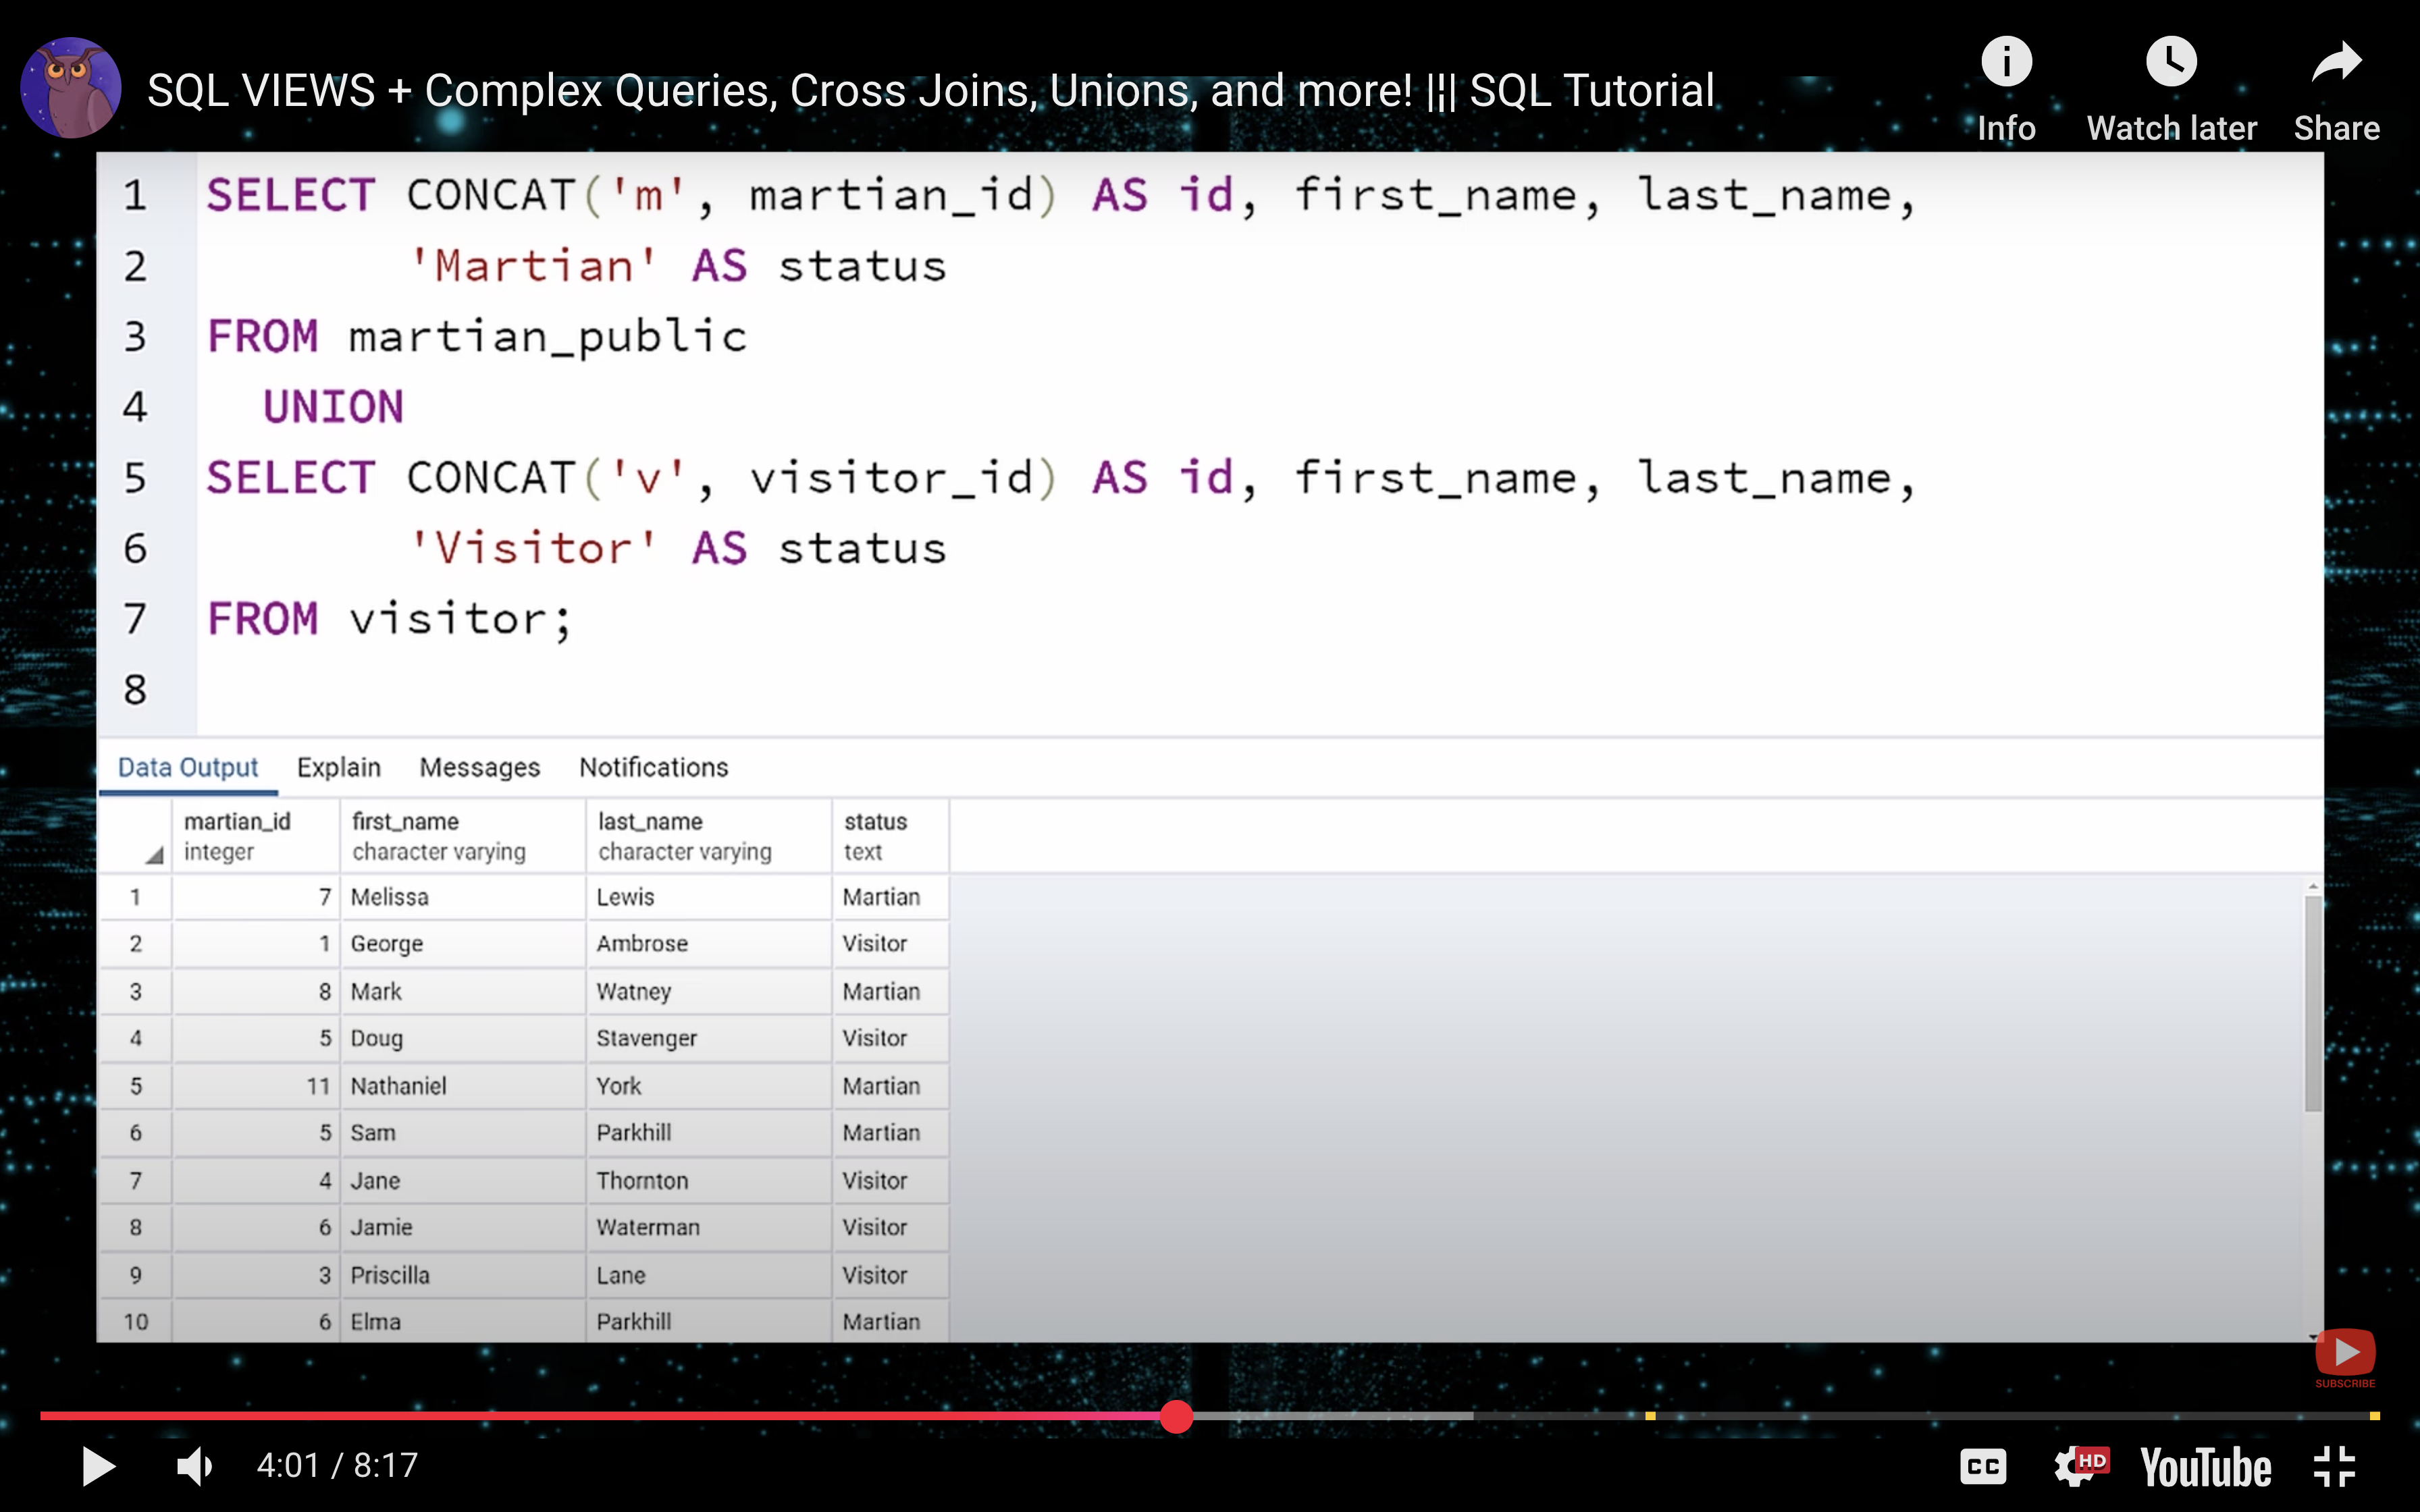 SQL VIEWS + Complex Queries, Cross Joins, Unions, and more! |¦| SQL Tutorial
Info
Watch later
Share
1 SELECT CONCAT('m', martian_id) AS id, first_name, last_name,
2 'Martian' AS status
3 FROM martian_public
4 UNION
5 SELECT CONCAT('v', visitor_id) AS id, first_name, last_name,
6 'Visitor' AS status
7 FROM visitor;
8
Data Output Explain Messages Notifications
martian_id first_name last_name status
integer character varying character varying text
1 7 Melissa Lewis Martian
2 1 George Ambrose Visitor
3 8 Mark Watney Martian
4 5 Doug Stavenger Visitor
5 11 Nathaniel York Martian
6 5 Sam Parkhill Martian
7 4 Jane Thornton Visitor
8 6 Jamie Waterman Visitor
9 3 Priscilla Lane Visitor
10 6 Elma Parkhill Martian
SUBSCRIBE
4:01 / 8:17
CC
HD
YouTube